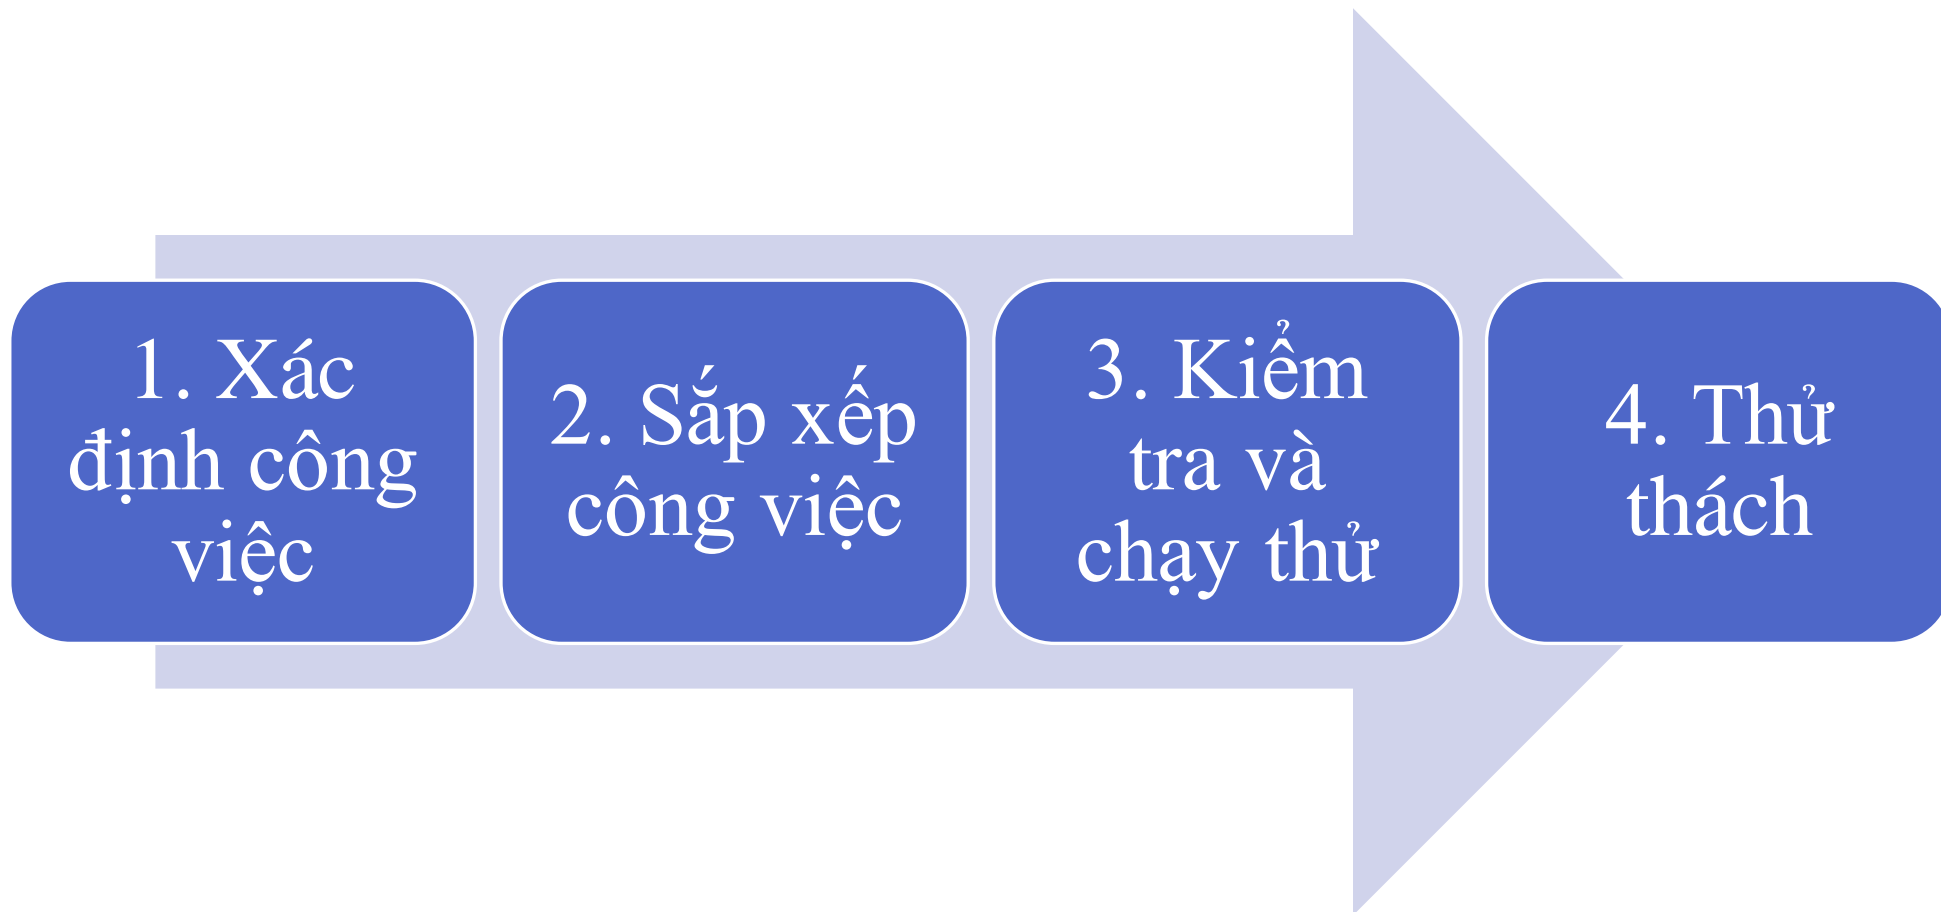 1. Xác
định công
việc
2. Sắp xếp
công việc
3. Kiểm
tra và
chạy thử
4. Thử
thách